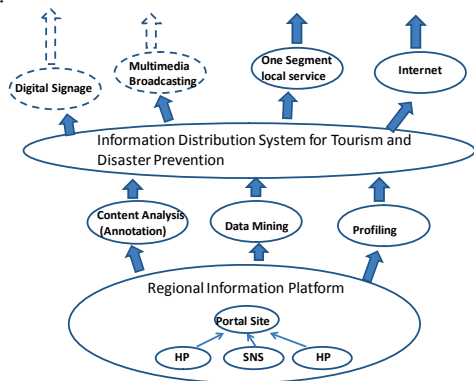 Digital Signage
Multimedia
Broadcasting
One Segment
local service
Internet
Information Distribution System for Tourism and
Disaster Prevention
Content Analysis
(Annotation)
Data Mining
Profiling
Regional Information Platform
Portal Site
HP
SNS
HP